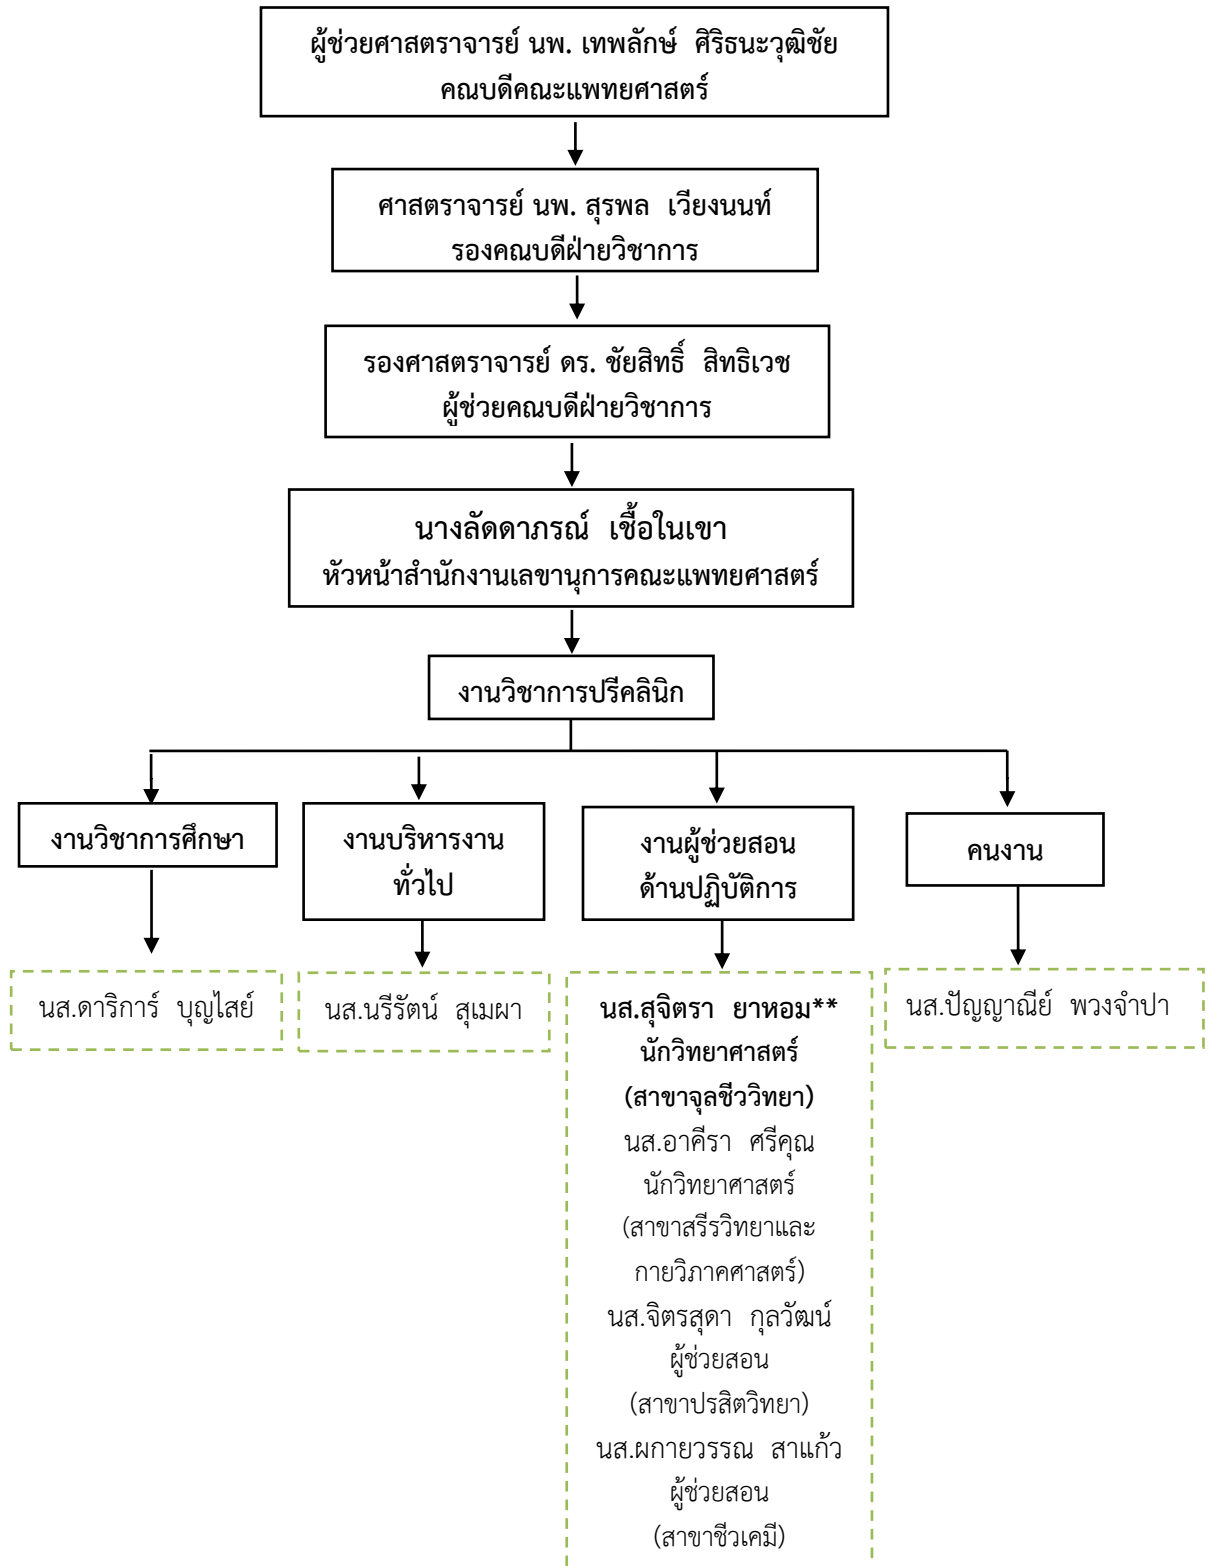 ผู้ช่วยศาสตราจารย์ นพ. เทพลักษ์ ศิริธนะวุฒิชัย
คณบดีคณะแพทยศาสตร์
ศาสตราจารย์ นพ. สุรพล เวียงนนท์
รองคณบดีฝ่ายวิชาการ
รองศาสตราจารย์ ดร. ชัยสิทธิ์ สิทธิเวช
ผู้ช่วยคณบดีฝ่ายวิชาการ
นางลัดดาภรณ์ เชื้อในเขา
หัวหน้าสำนักงานเลขานุการคณะแพทยศาสตร์
งานวิชาการปรีคลินิก
งานวิชาการศึกษา
งานบริหารงาน
ทั่วไป
งานผู้ช่วยสอน
ด้านปฏิบัติการ
คนงาน
นส.ดาริการ์ บุญไสย์
นส.นรีรัตน์ สุเมผา
นส.สุจิตรา ยาหอม**
นักวิทยาศาสตร์
(สาขาจุลชีววิทยา)
นส.อาคีรา ศรีคุณ
นักวิทยาศาสตร์
(สาขาสรีรวิทยาและ
กายวิภาคศาสตร์)
นส.จิตรสุดา กุลวัฒน์
ผู้ช่วยสอน
(สาขาปรสิตวิทยา)
นส.ผกายวรรณ สาแก้ว
ผู้ช่วยสอน
(สาขาชีวเคมี)
นส.ปัญญาณีย์ พวงจำปา